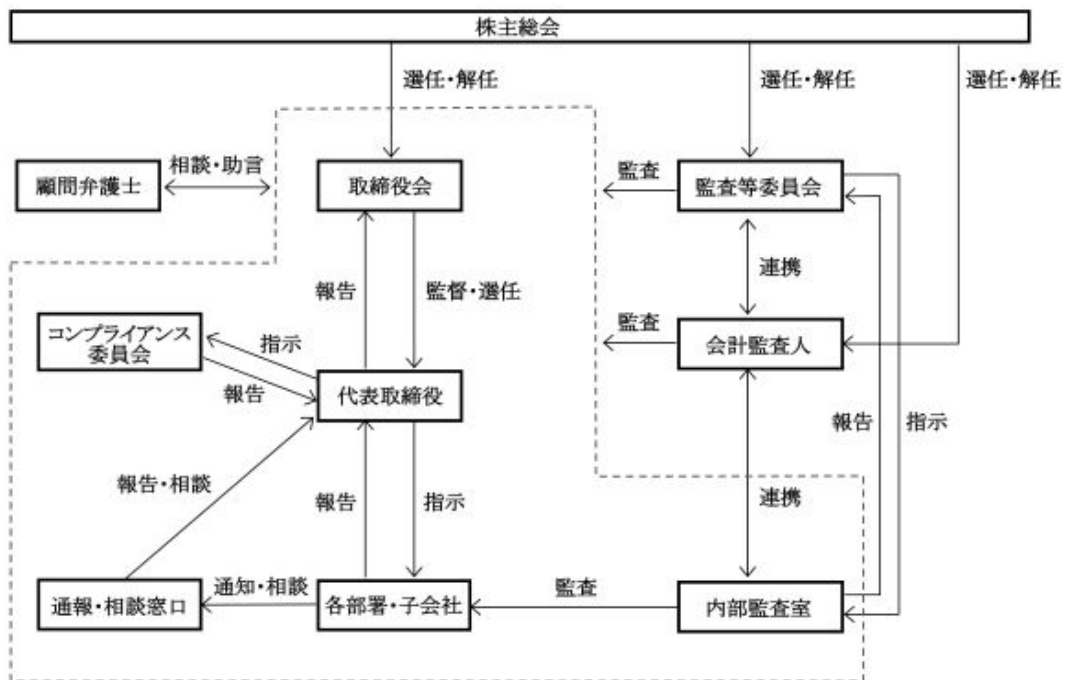 株主総会
選任・解任
選任・解任
選任・解任
顧問弁護士
相談・助言
取締役会
監査
監査等委員会
報告
監督・選任
連携
コンプライアンス
委員会
指示
報告
代表取締役
監査
会計監査人
報告
指示
報告・相談
報告
指示
連携
通報・相談窓口
通知・相談
各部署・子会社
監査
内部監査室